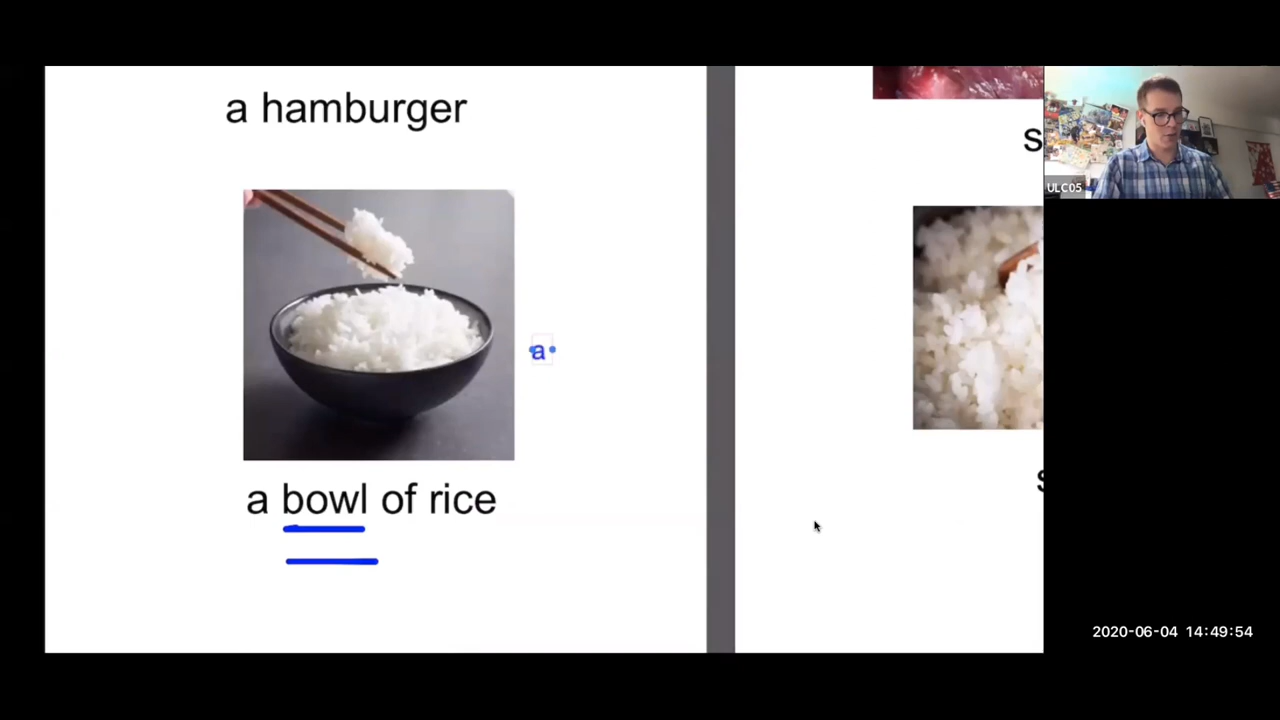 a hamburger
a
a bowl of rice
s
s
ULC05
2020-06-04 14:49:54